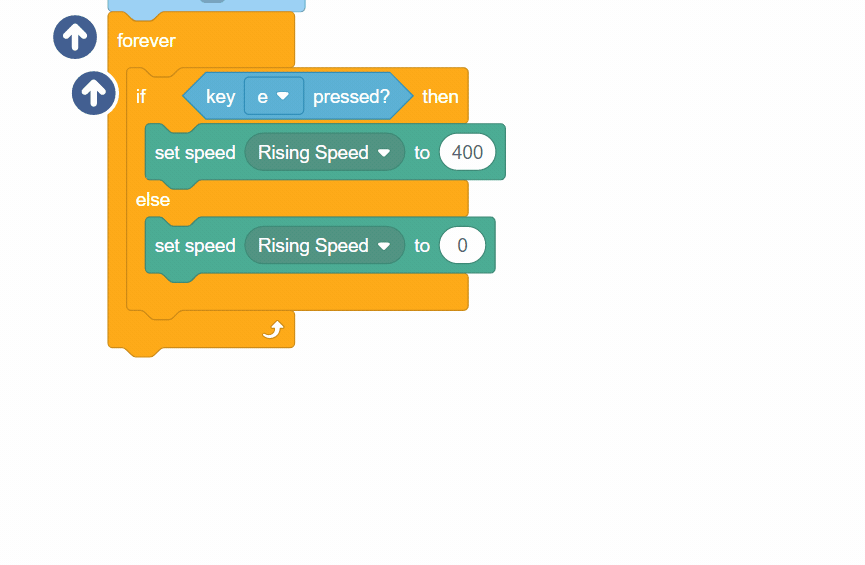 forever
if key e pressed? then
set speed Rising Speed to 400
else
set speed Rising Speed to 0